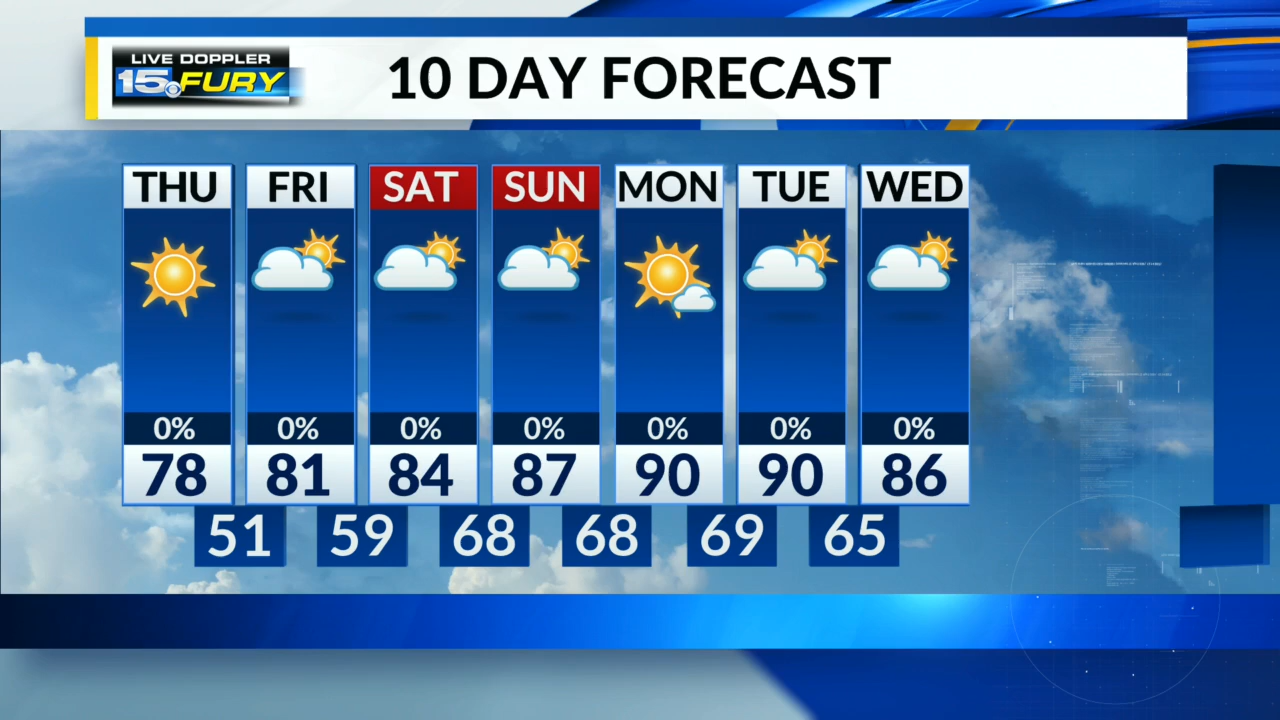 LIVE DOPPLER
15 FURY
10 DAY FORECAST
THU FRI SAT SUN MON TUE WED
0% 0% 0% 0% 0% 0% 0%
78 81 84 87 90 90 86
51 59 68 68 69 65